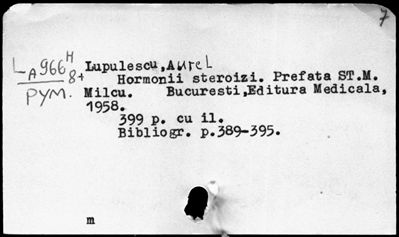 7
LA966H
8+
РУМ.
Lupulescu,Aurel
Hormonii steroizi. Prefata ST.M.
Milcu. Bucuresti,Editura Medicala,
1958.
399 p. cu il.
Bibliogr. p.389-395.
m